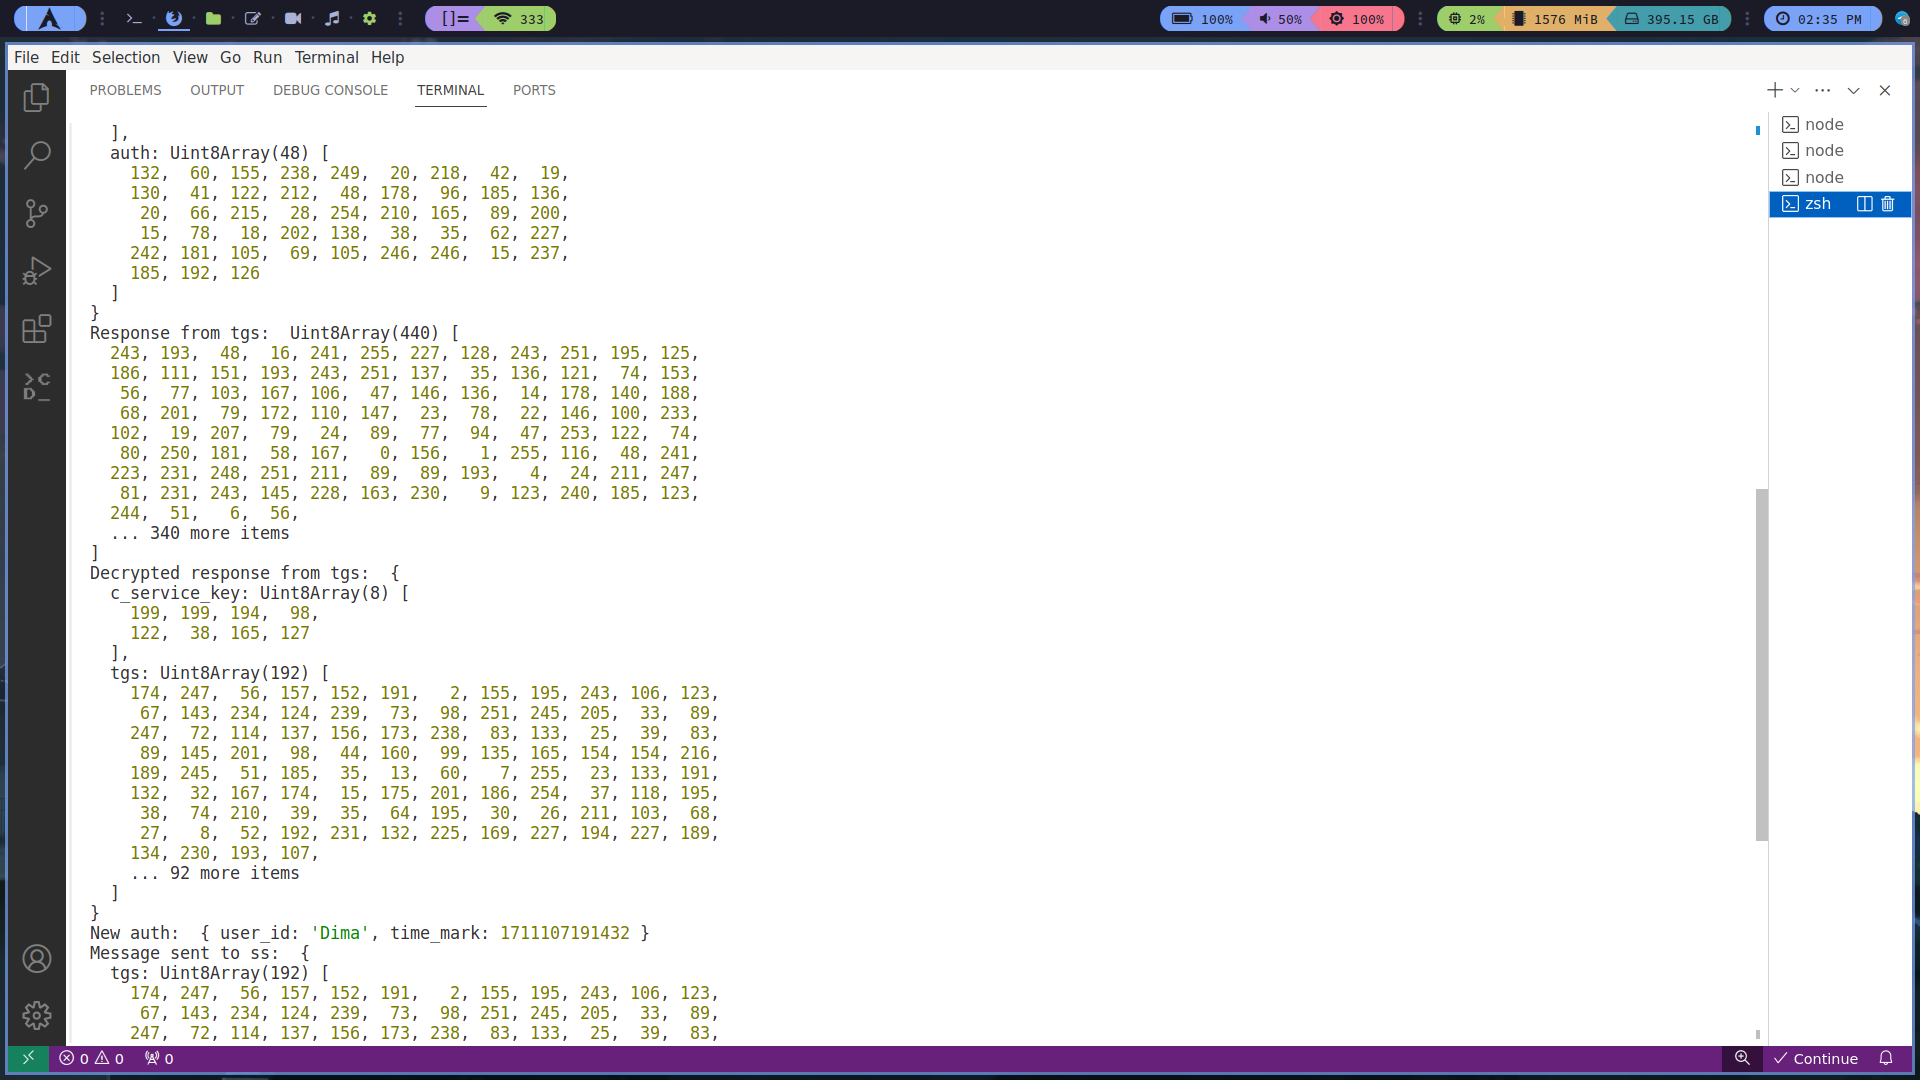 []= 333 100% 50% 100% 2% 1576 MiB 395.15 GB 02:35 PM
File Edit Selection View Go Run Terminal Help
PROBLEMS OUTPUT DEBUG CONSOLE TERMINAL PORTS
node
node
node
zsh
],
auth: Uint8Array(48) [
132, 60, 155, 238, 249, 20, 218, 42, 19,
130, 41, 122, 212, 48, 178, 96, 185, 136,
20, 66, 215, 28, 254, 210, 165, 89, 200,
15, 78, 18, 202, 138, 38, 35, 62, 227,
242, 181, 105, 69, 105, 246, 246, 15, 237,
185, 192, 126
]
}
Response from tgs: Uint8Array(440) [
243, 193, 48, 16, 241, 255, 227, 128, 243, 251, 195, 125,
186, 111, 151, 193, 243, 251, 137, 35, 136, 121, 74, 153,
56, 77, 103, 167, 106, 47, 146, 136, 14, 178, 140, 188,
68, 201, 79, 172, 110, 147, 23, 78, 22, 146, 100, 233,
102, 19, 207, 79, 24, 89, 77, 94, 47, 253, 122, 74,
80, 250, 181, 58, 167, 0, 156, 1, 255, 116, 48, 241,
223, 231, 248, 251, 211, 89, 89, 193, 4, 24, 211, 247,
81, 231, 243, 145, 228, 163, 230, 9, 123, 240, 185, 123,
244, 51, 6, 56,
... 340 more items
]
Decrypted response from tgs: {
c_service_key: Uint8Array(8) [
199, 199, 194, 98,
122, 38, 165, 127
],
tgs: Uint8Array(192) [
174, 247, 56, 157, 152, 191, 2, 155, 195, 243, 106, 123,
67, 143, 234, 124, 239, 73, 98, 251, 245, 205, 33, 89,
247, 72, 114, 137, 156, 173, 238, 83, 133, 25, 39, 83,
89, 145, 201, 98, 44, 160, 99, 135, 165, 154, 154, 216,
189, 245, 51, 185, 35, 13, 60, 7, 255, 23, 133, 191,
132, 32, 167, 174, 15, 175, 201, 186, 254, 37, 118, 195,
38, 74, 210, 39, 35, 64, 195, 30, 26, 211, 103, 68,
27, 8, 52, 192, 231, 132, 225, 169, 227, 194, 227, 189,
134, 230, 193, 107,
... 92 more items
]
}
New auth: { user_id: 'Dima', time_mark: 1711107191432 }
Message sent to ss: {
tgs: Uint8Array(192) [
174, 247, 56, 157, 152, 191, 2, 155, 195, 243, 106, 123,
67, 143, 234, 124, 239, 73, 98, 251, 245, 205, 33, 89,
247, 72, 114, 137, 156, 173, 238, 83, 133, 25, 39, 83,
0 0 0 Continue